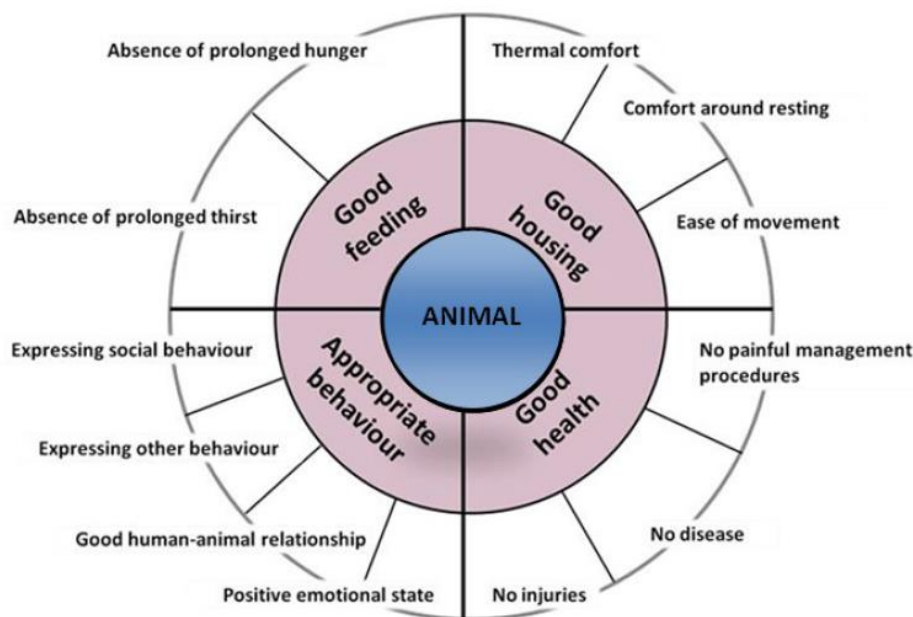 Absence of prolonged hunger
Thermal comfort
Comfort around resting
Absence of prolonged thirst
Good
feeding
Good
housing
Ease of movement
ANIMAL
Expressing social behaviour
Appropriate
behaviour
Good
health
No painful management
procedures
Expressing other behaviour
Good human-animal relationship
No disease
Positive emotional state
No injuries